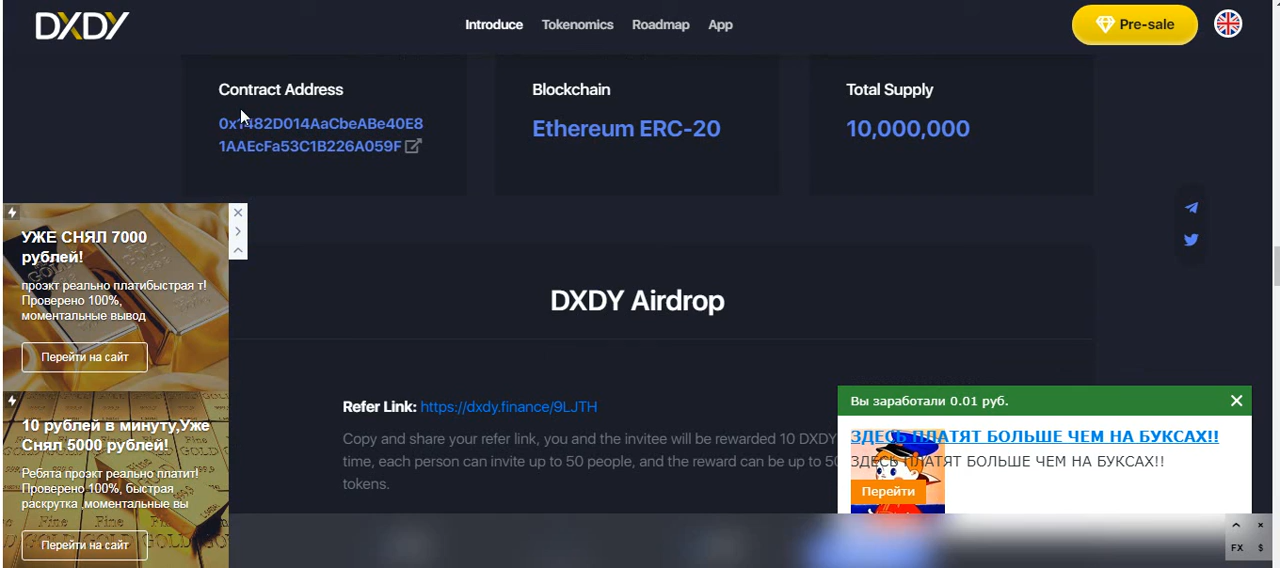 DXDY
Introduce
Tokenomics
Roadmap
App
Pre-sale
Contract Address
0x1482D014AaCbeABe40E8
1AAEcFa53C1B226A059F
Blockchain
Ethereum ERC-20
Total Supply
10,000,000
УЖЕ СНЯЛ 7000
рублей!
проэкт реально платибыстрая т!
Проверено 100%,
моментальные вывод
Перейти на сайт
10 рублей в минуту,Уже
Снял 5000 рублей!
Ребята проэкт реально платит!
Проверено 100%, быстрая
раскрутка ,моментальные вы
Перейти на сайт
DXDY Airdrop
Refer Link: https://dxdy.finance/9LJTH
Copy and share your refer link, you and the invitee will be rewarded 10 DXDY
time, each person can invite up to 50 people, and the reward can be up to 50
tokens.
Вы заработали 0.01 руб.
ЗДЕСЬ ПЛАТЯТ БОЛЬШЕ ЧЕМ НА БУКСАХ!!
ЗДЕСЬ ПЛАТЯТ БОЛЬШЕ ЧЕМ НА БУКСАХ!!
Перейти
FX $